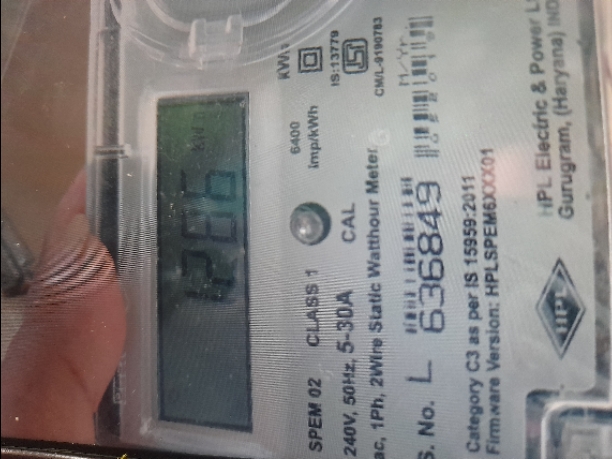 kWh
IS:13779
CM/L-9190783
6400
imp/kWh
M/Yr.
SPEM 02 CLASS 1 CAL
240V, 50Hz, 5-30A
ac, 1Ph, 2Wire Static Watthour Meter
S. No. L 636849
Category C3 as per IS 15959:2011
Firmware Version: HPLSPEM6XXX01
HPL
HPL Electric & Power
Gurugram, (Haryana)